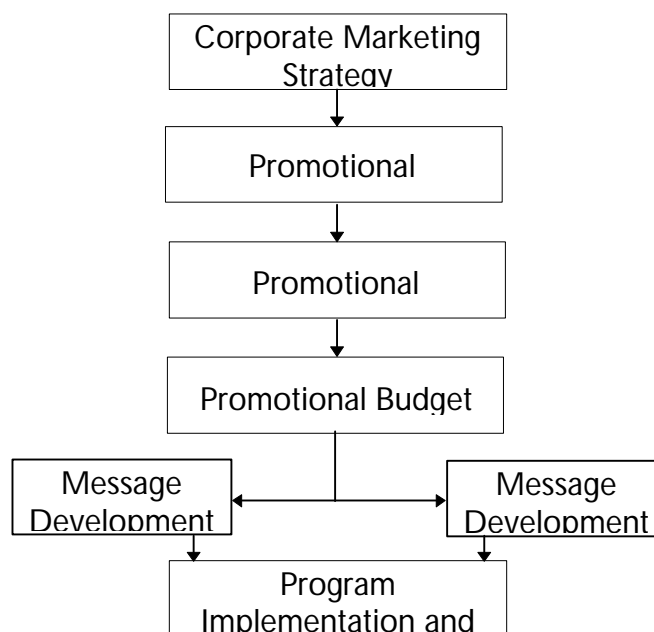 Corporate Marketing
Strategy
Promotional
Promotional
Promotional Budget
Message
Development
Message
Development
Program
Implementation and